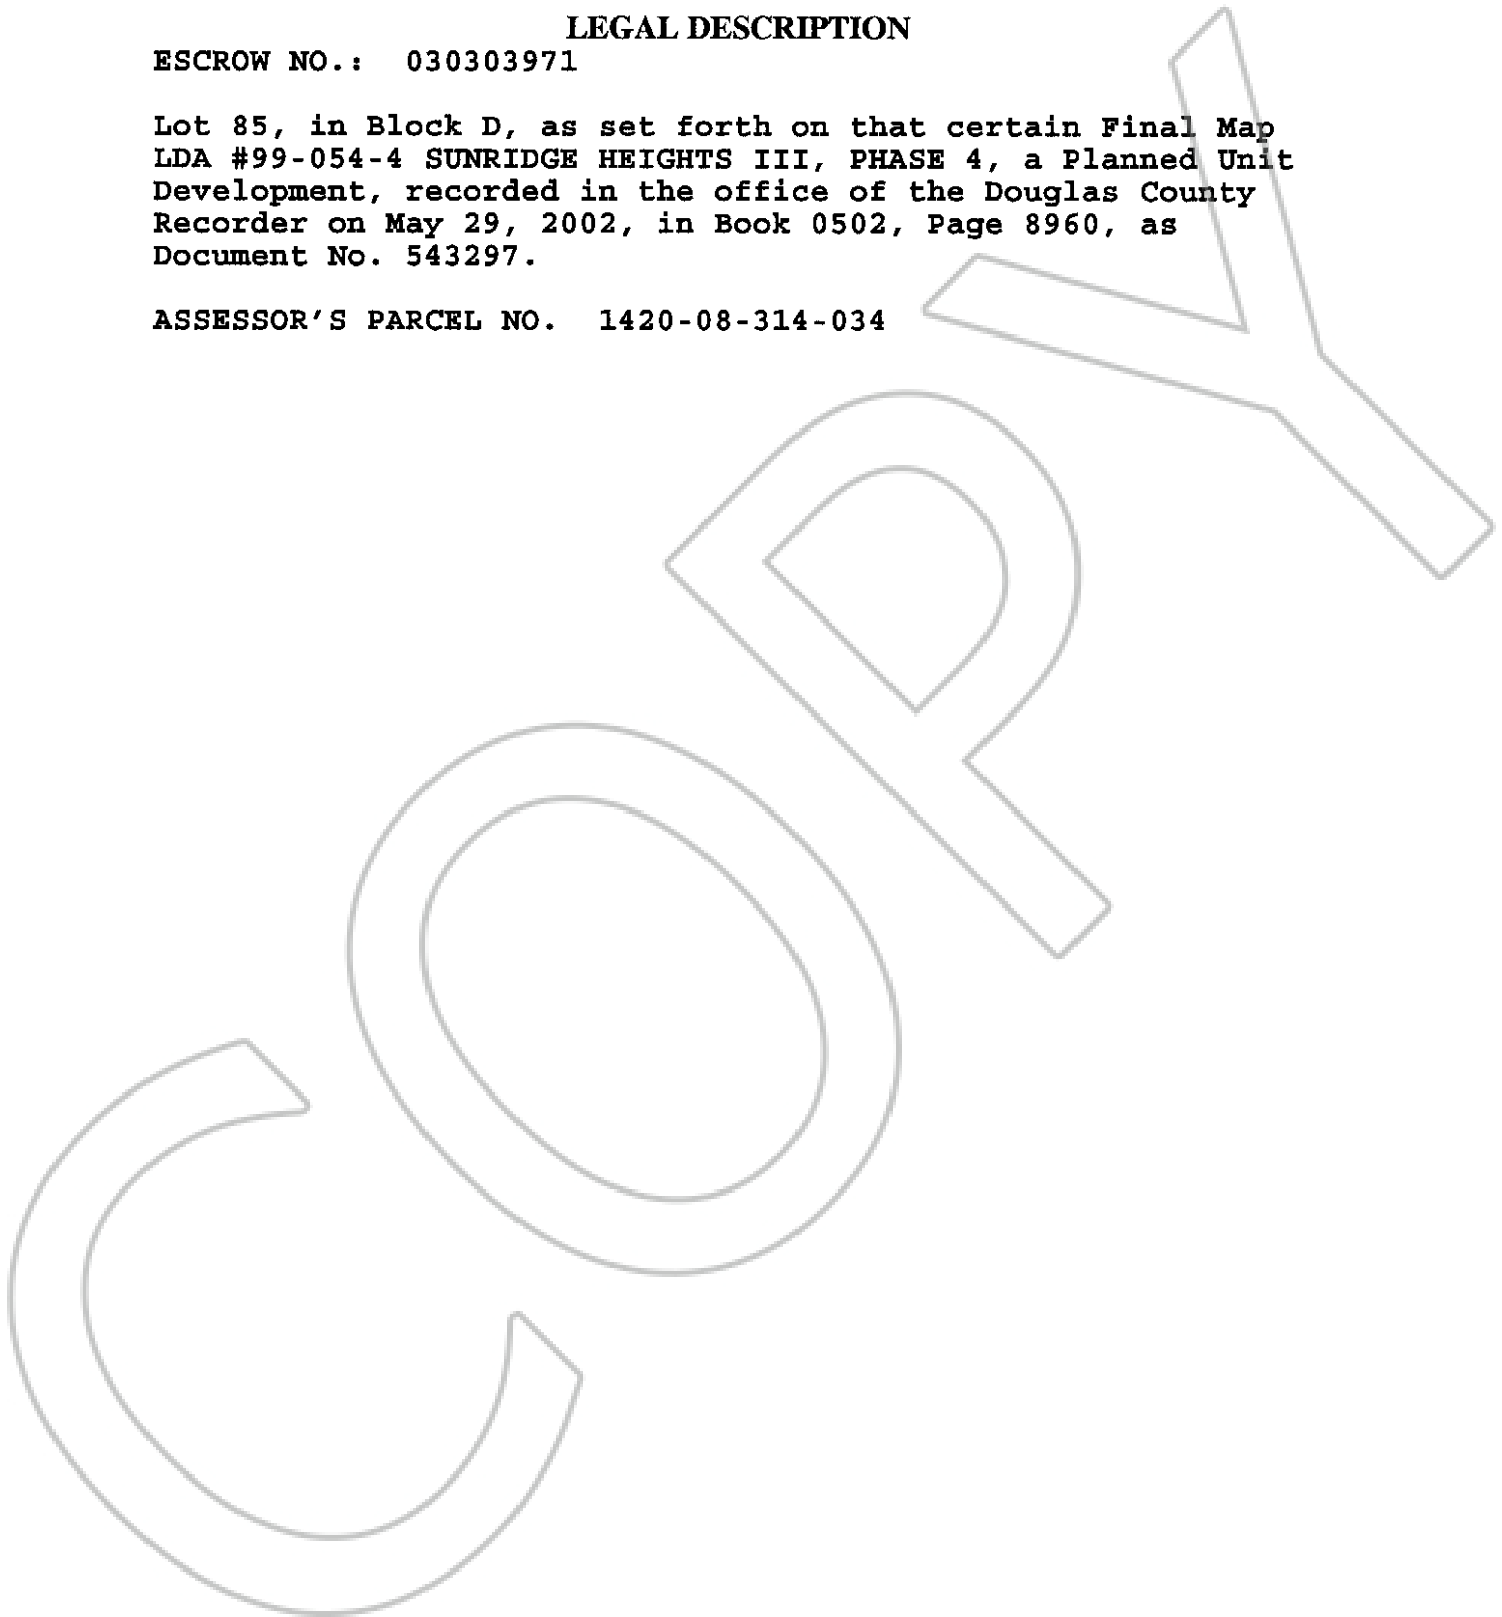 LEGAL DESCRIPTION
ESCROW NO.: 030303971
Lot 85, in Block D, as set forth on that certain Final Map
LDA #99-054-4 SUNRIDGE HEIGHTS III, PHASE 4, a Planned Unit
Development, recorded in the office of the Douglas County
Recorder on May 29, 2002, in Book 0502, Page 8960, as
Document No. 543297.
ASSESSOR'S PARCEL NO. 1420-08-314-034
COPY